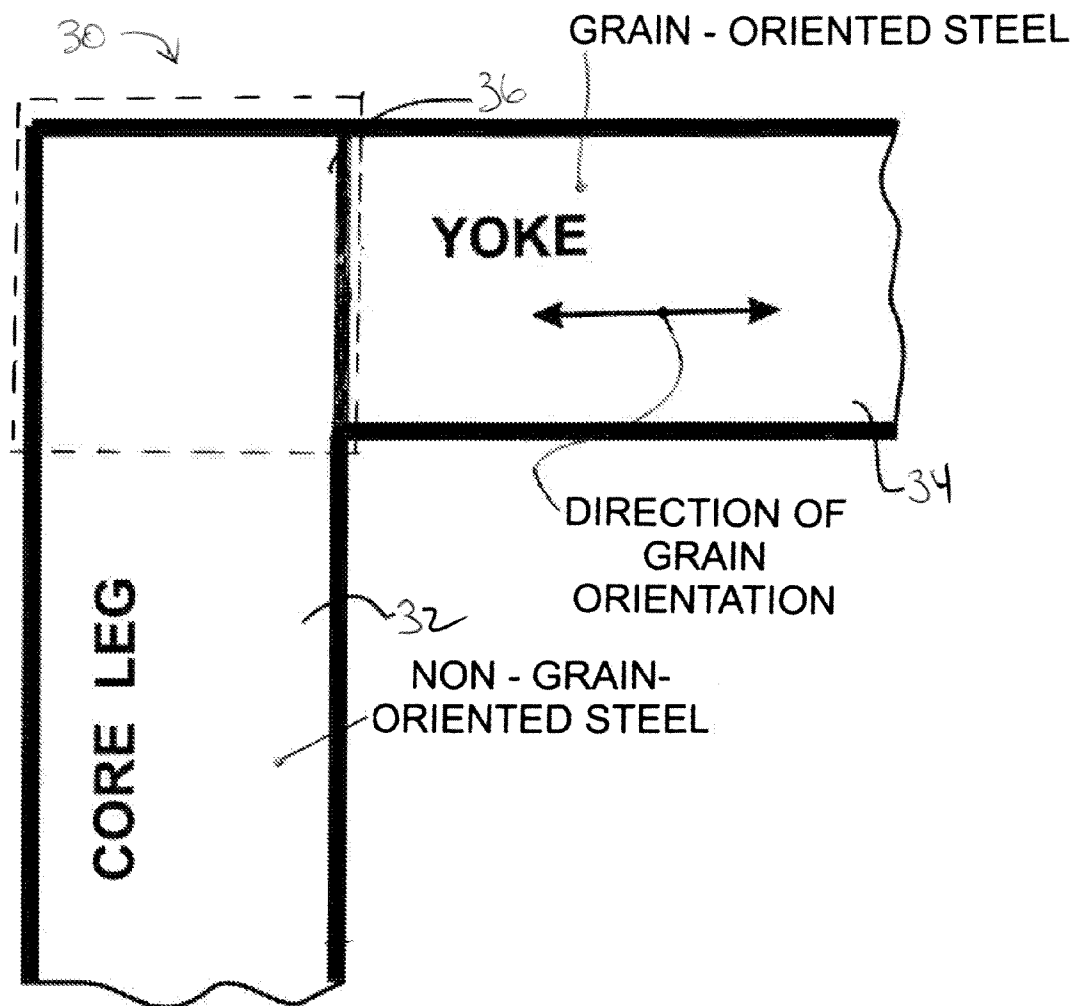 30
GRAIN - ORIENTED STEEL
36
YOKE
34
DIRECTION OF
GRAIN
ORIENTATION
32
CORE LEG
NON - GRAIN-
ORIENTED STEEL